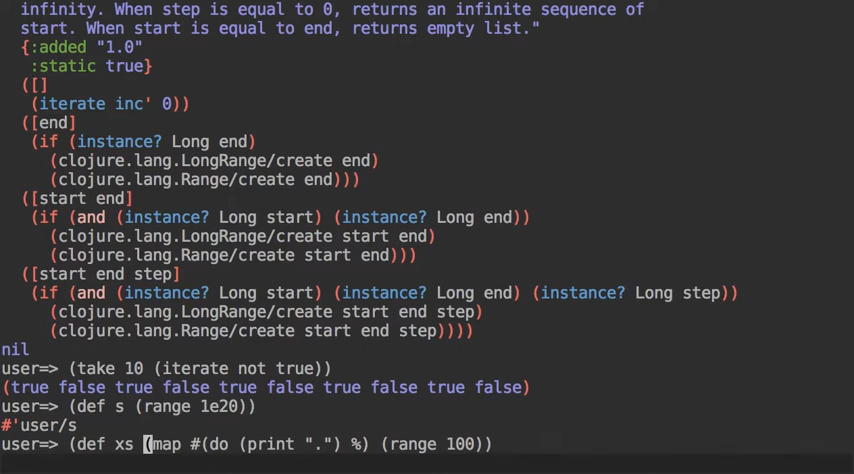 infinity. When step is equal to 0, returns an infinite sequence of
start. When start is equal to end, returns empty list."
{:added "1.0"
:static true}
([]
(iterate inc' 0))
([end]
(if (instance? Long end)
(clojure.lang.LongRange/create end)
(clojure.lang.Range/create end)))
([start end]
(if (and (instance? Long start) (instance? Long end))
(clojure.lang.LongRange/create start end)
(clojure.lang.Range/create start end)))
([start end step]
(if (and (instance? Long start) (instance? Long end) (instance? Long step))
(clojure.lang.LongRange/create start end step)
(clojure.lang.Range/create start end step))))
nil
user=> (take 10 (iterate not true))
(true false true false true false true false true false)
user=> (def s (range 1e20))
#'user/s
user=> (def xs (map #(do (print ".") %) (range 100))